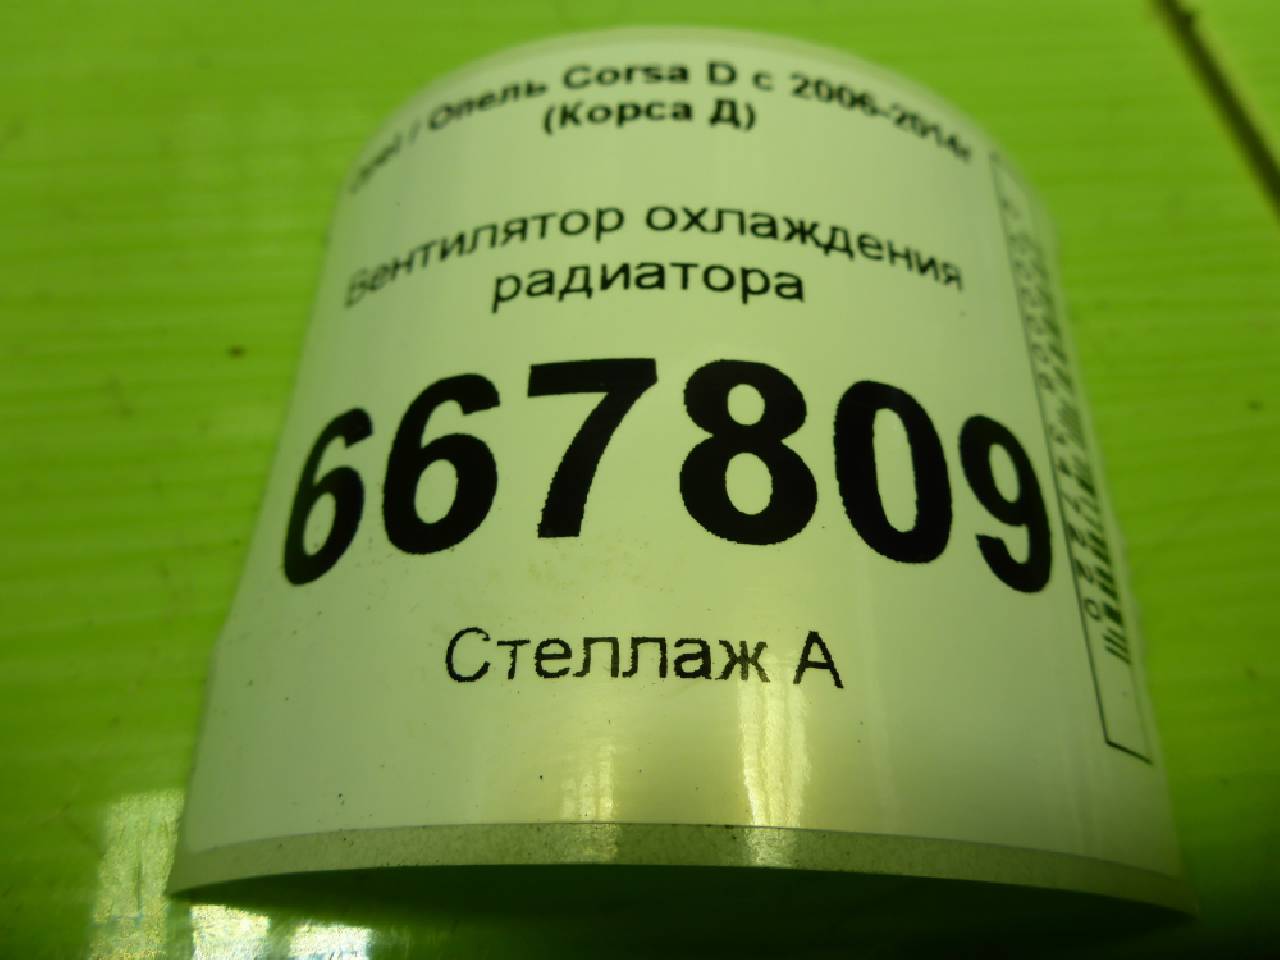 Opel / Опель Corsa D с 2006-2014г
(Корса Д)
Вентилятор охлаждения
радиатора
667809
Стеллаж А